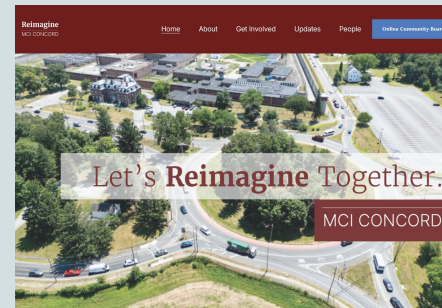 Reimagine
MCI CONCORD
Home About Get Involved Updates People Online Community Boar
Let's Reimagine Together.
MCI CONCORD